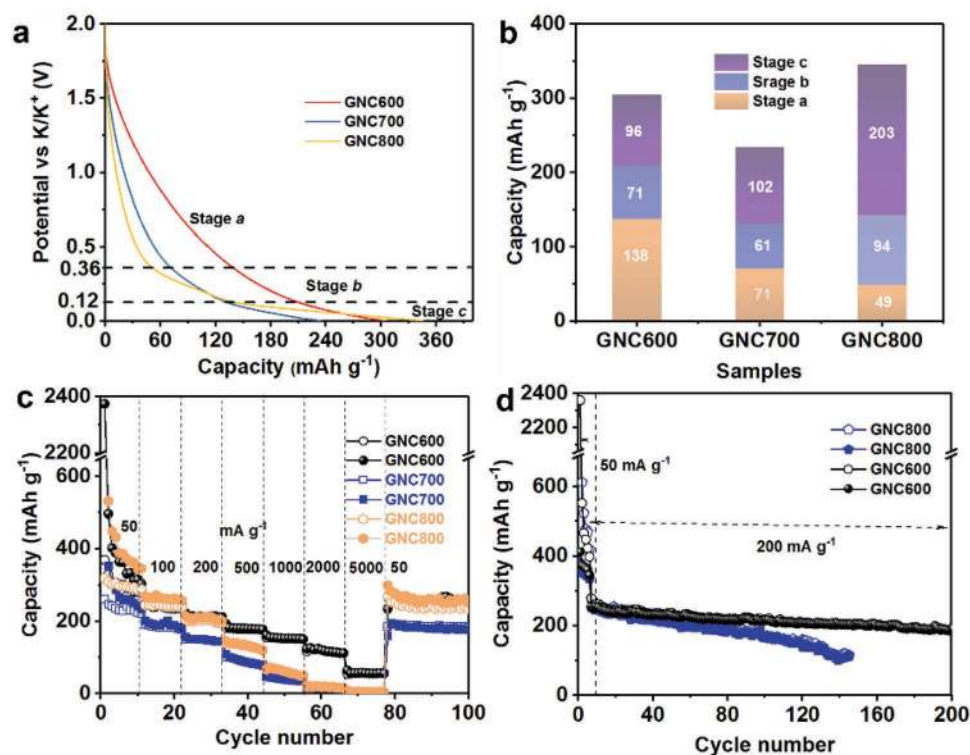 a
2.0
1.5
1.0
0.5
0.36
0.12
0.0
Potential vs K/K⁺ (V)
GNC600
GNC700
GNC800
Stage a
Stage b
Stage c
0 60 120 180 240 300 360
Capacity (mAh g⁻¹)
b
400
300
200
100
0
Capacity (mAh g⁻¹)
Stage c
Srage b
Stage a
96
71
138
102
61
71
203
94
49
GNC600 GNC700 GNC800
Samples
c
2400
2200
600
400
200
0
Capacity (mAh g⁻¹)
GNC600
GNC600
GNC700
GNC700
GNC800
GNC800
mA g⁻¹
50 100 200 500 1000 2000 5000 50
0 20 40 60 80 100
Cycle number
d
2400
2200
600
400
200
0
Capacity (mAh g⁻¹)
GNC800
GNC800
GNC600
GNC600
50 mA g⁻¹
200 mA g⁻¹
0 40 80 120 160 200
Cycle number